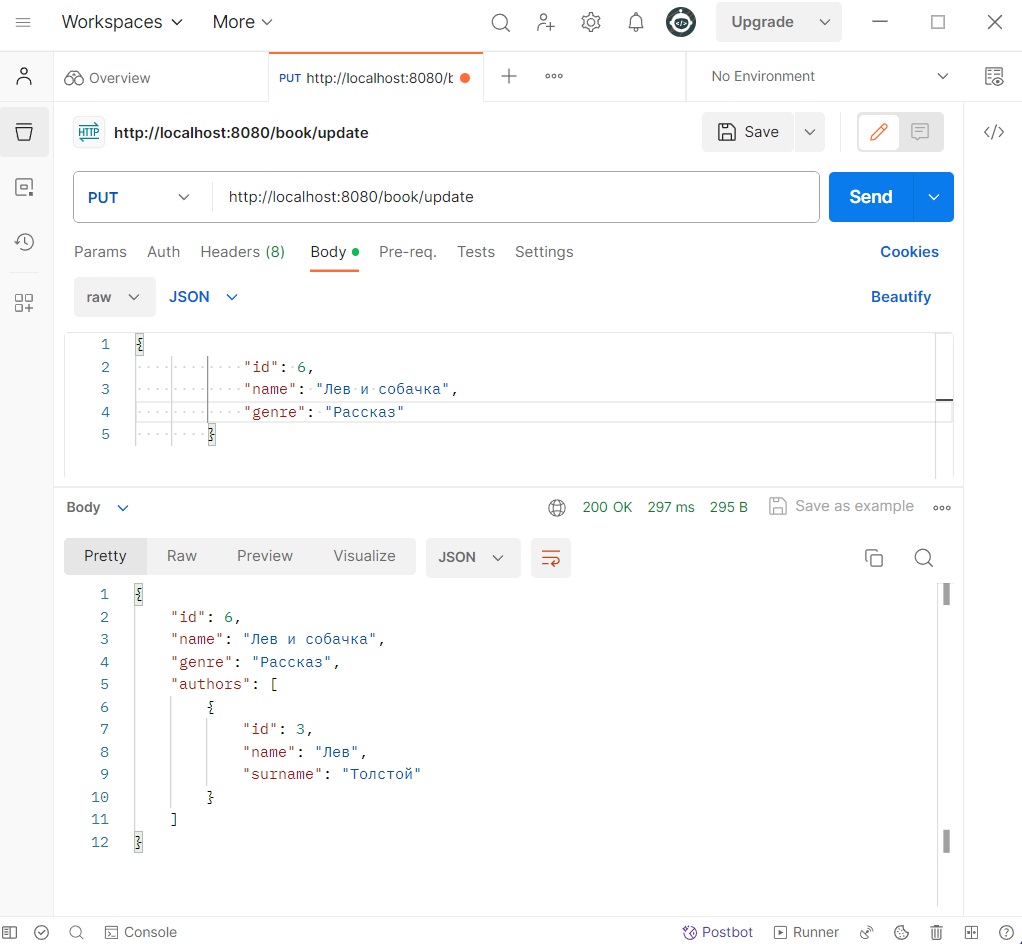 Workspaces More Upgrade
Overview PUT http://localhost:8080/b No Environment
HTTP http://localhost:8080/book/update Save
PUT http://localhost:8080/book/update Send
Params Auth Headers (8) Body Pre-req. Tests Settings Cookies
raw JSON Beautify
1 {
2 "id": 6,
3 "name": "Лев и собачка",
4 "genre": "Рассказ"
5 }
Body 200 OK 297 ms 295 B Save as example
Pretty Raw Preview Visualize JSON
1 {
2 "id": 6,
3 "name": "Лев и собачка",
4 "genre": "Рассказ",
5 "authors": [
6 {
7 "id": 3,
8 "name": "Лев",
9 "surname": "Толстой"
10 }
11 ]
12 }
Console Postbot Runner